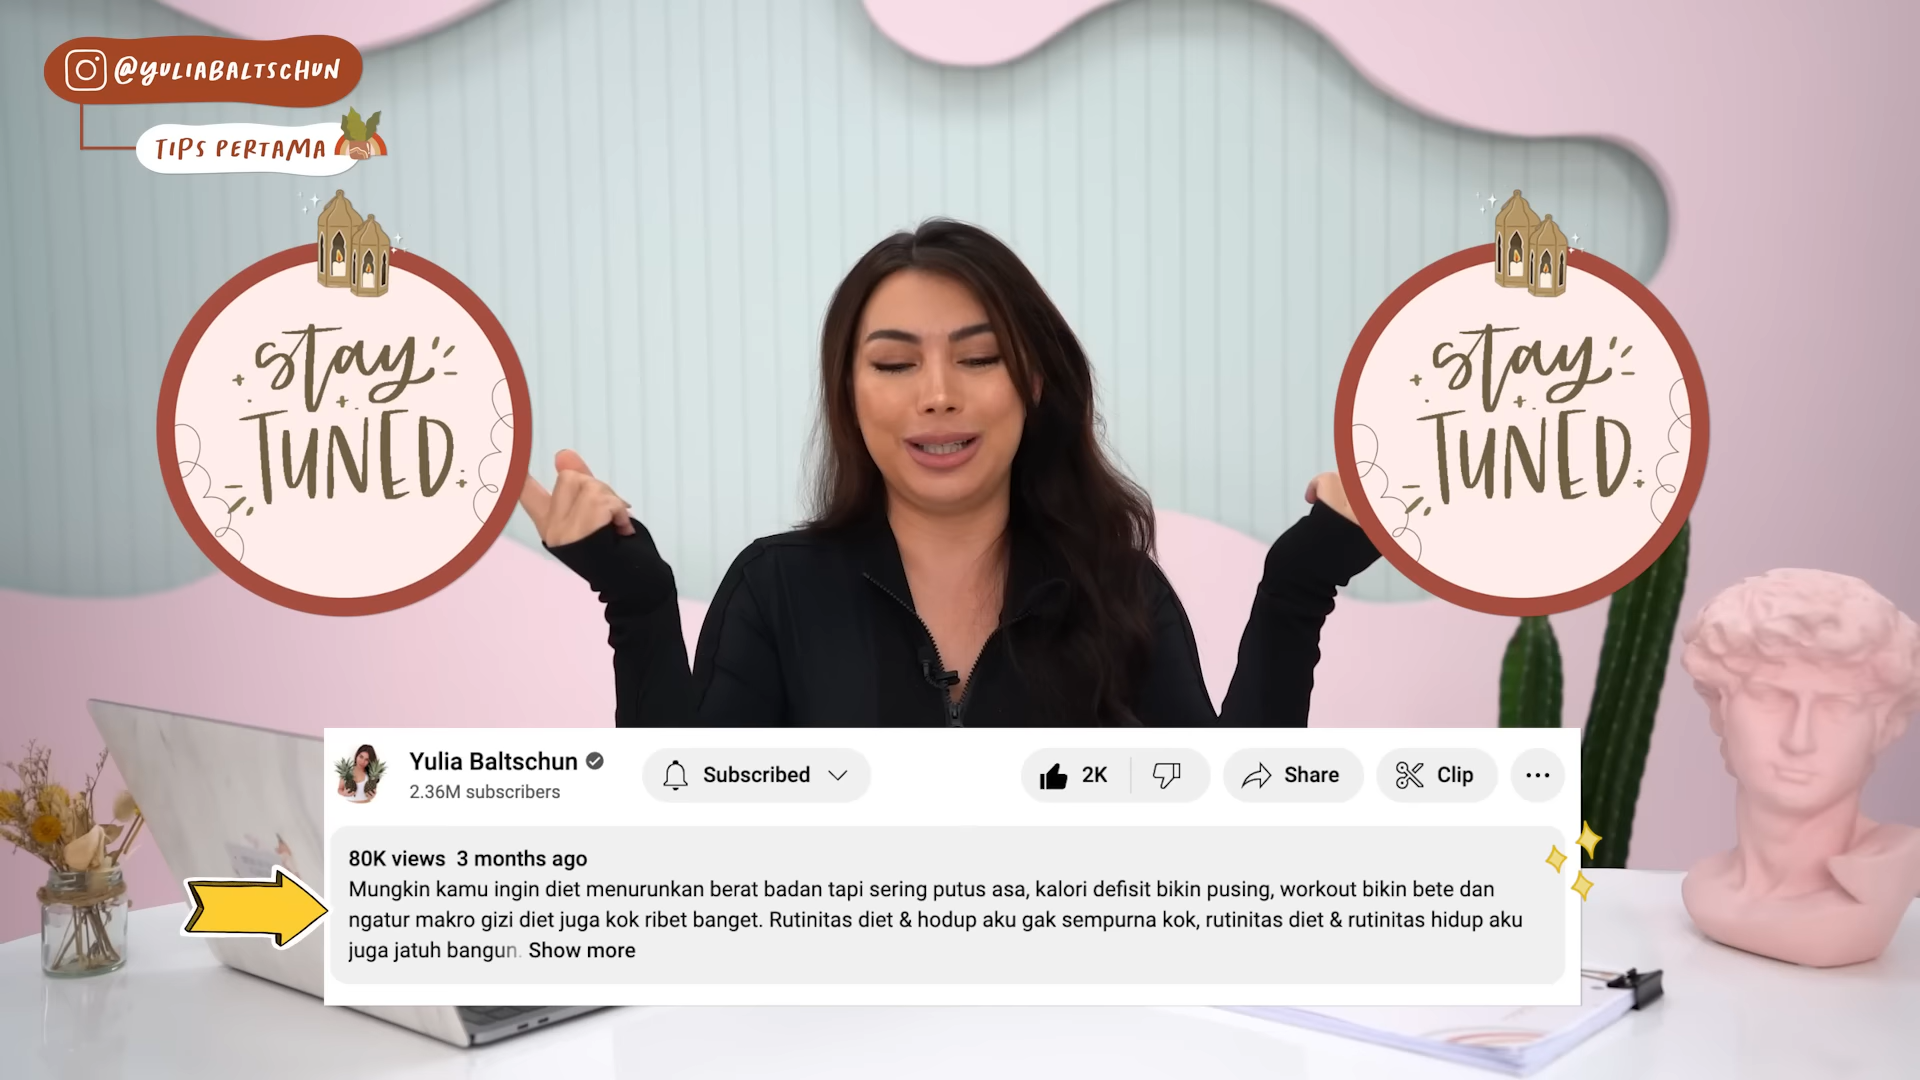 @YULIABALTSCHUN
TIPS PERTAMA
stay
TUNED
stay
TUNED
Yulia Baltschun
2.36M subscribers
Subscribed
2K
Share
Clip
80K views 3 months ago
Mungkin kamu ingin diet menurunkan berat badan tapi sering putus asa, kalori defisit bikin pusing, workout bikin bete dan
ngatur makro gizi diet juga kok ribet banget. Rutinitas diet & hodup aku gak sempurna kok, rutinitas diet & rutinitas hidup aku
juga jatuh bangun. Show more